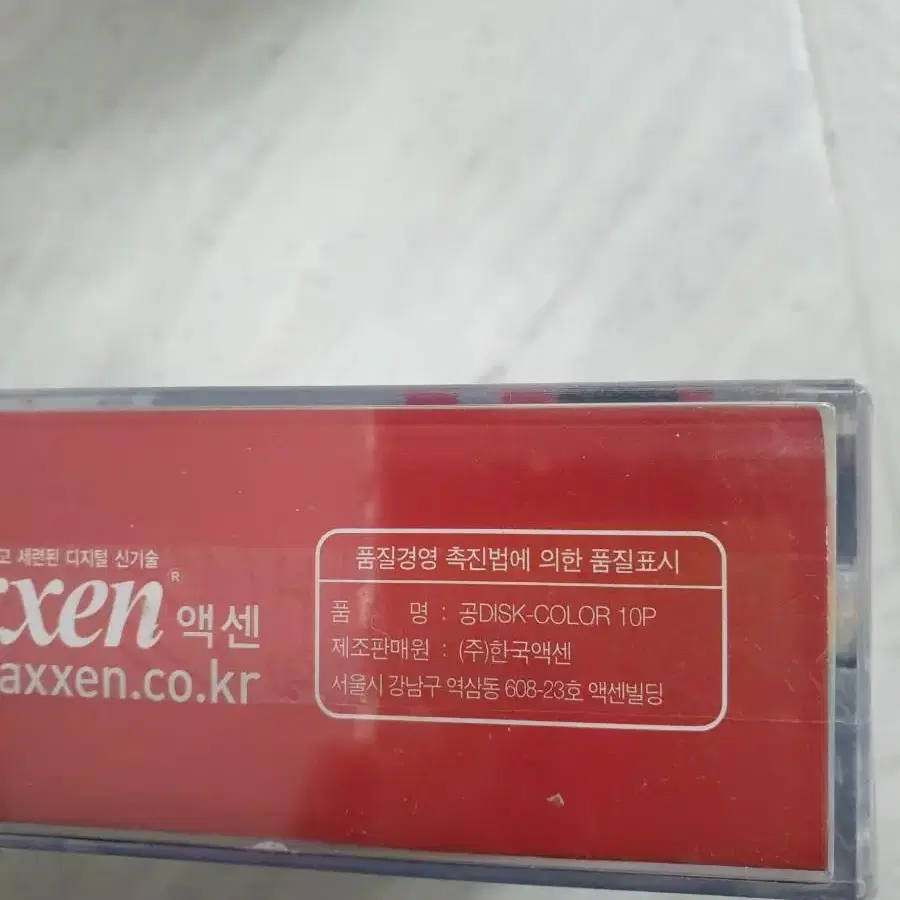 고 세련된 디지털 신기술
xxen® 액센
axxen.co.kr
품질경영 촉진법에 의한 품질표시
품 명 : 공DISK-COLOR 10P
제조판매원 : (주)한국액센
서울시 강남구 역삼동 608-23호 액센빌딩